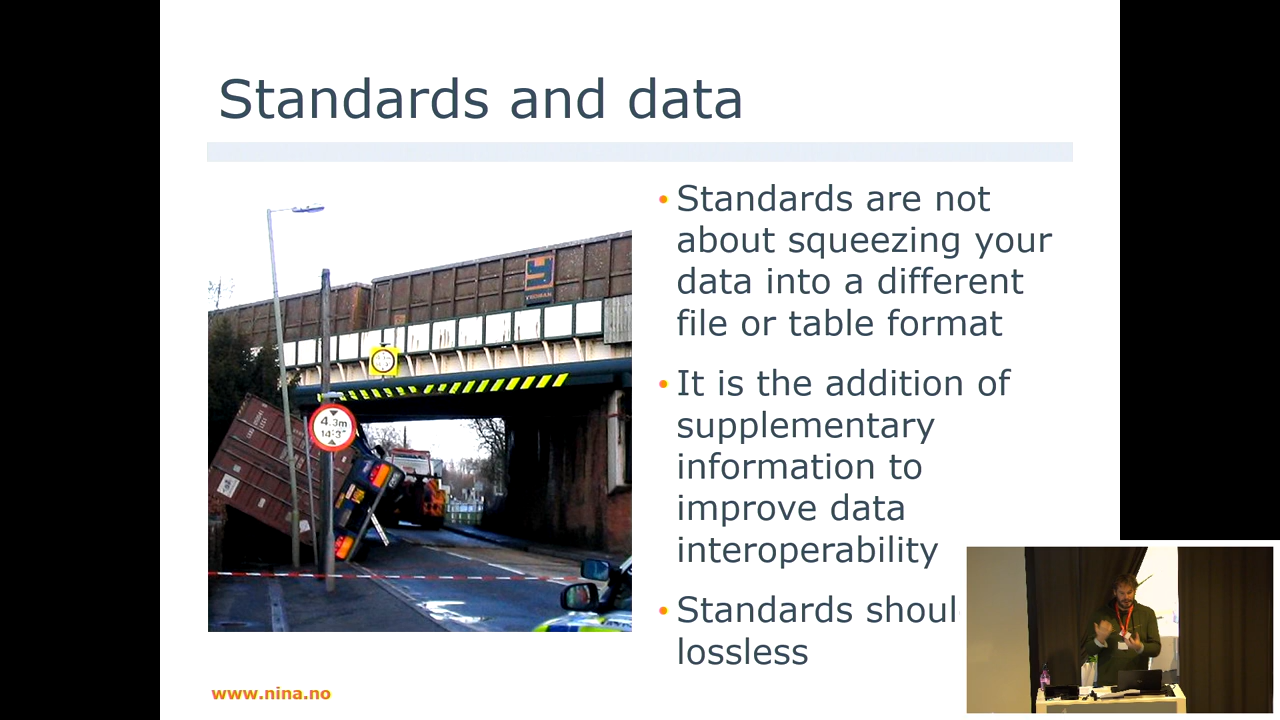 Standards and data
• Standards are not
about squeezing your
data into a different
file or table format
• It is the addition of
supplementary
information to
improve data
interoperability
• Standards shoul
lossless
YEOMAN
4.3m
14'3"
www.nina.no